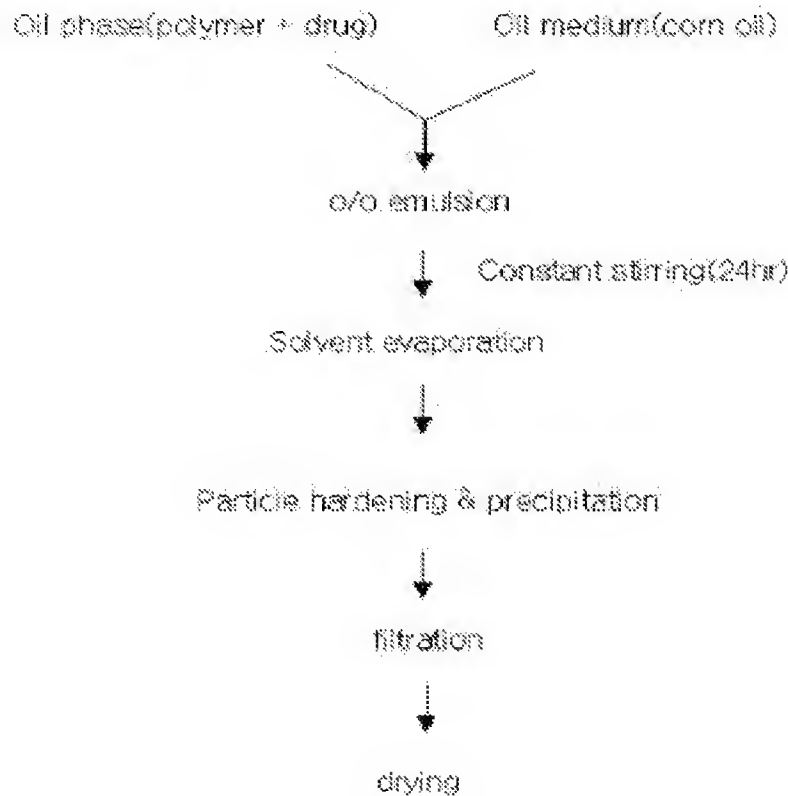 Oil phase(polymer + drug)
Oil medium(corn oil)
o/o emulsion
Constant stirring(24hr)
Solvent evaporation
Particle hardening & precipitation
filtration
drying